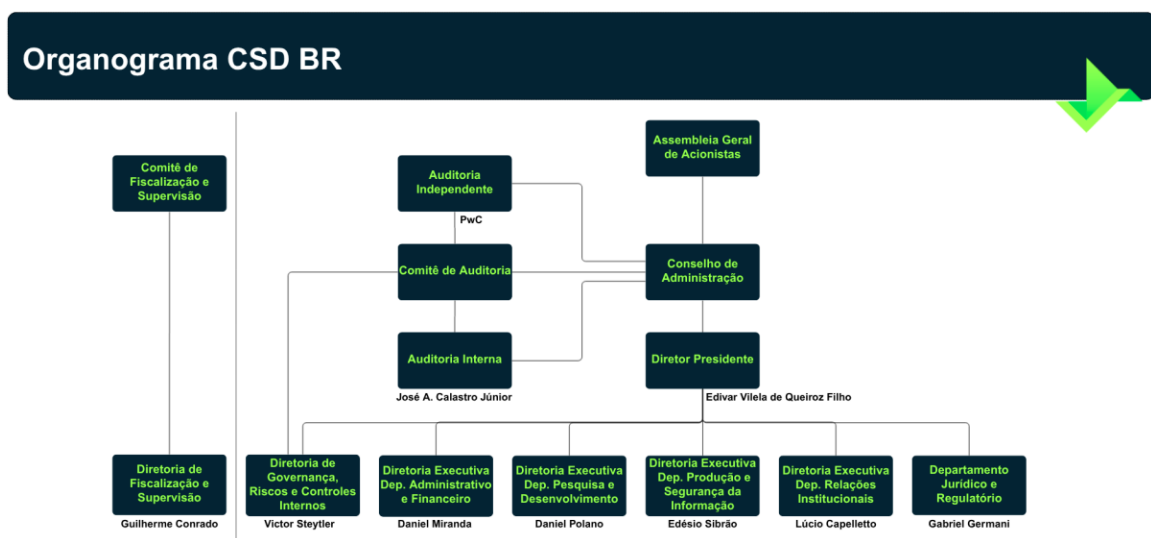 Organograma CSD BR
Assembleia Geral
de Acionistas
Comitê de
Fiscalização e
Supervisão
Auditoria
Independente
PwC
Comitê de Auditoria
Conselho de
Administração
Auditoria Interna
José A. Calastro Júnior
Diretor Presidente
Edivar Vilela de Queiroz Filho
Diretoria de
Fiscalização e
Supervisão
Guilherme Conrado
Diretoria de
Governança,
Riscos e Controles
Internos
Victor Steytler
Diretoria Executiva
Dep. Administrativo
e Financeiro
Daniel Miranda
Diretoria Executiva
Dep. Pesquisa e
Desenvolvimento
Daniel Polano
Diretoria Executiva
Dep. Produção e
Segurança da
Informação
Edésio Sibrão
Diretoria Executiva
Dep. Relações
Institucionais
Lúcio Capelletto
Departamento
Jurídico e
Regulatório
Gabriel Germani